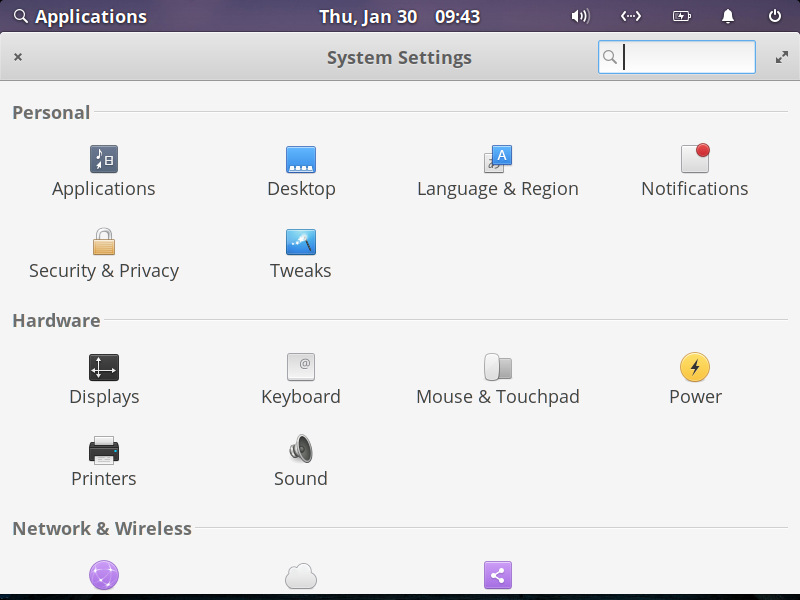 Applications Thu, Jan 30 09:43
System Settings
Personal
Applications Desktop Language & Region Notifications
Security & Privacy Tweaks
Hardware
Displays Keyboard Mouse & Touchpad Power
Printers Sound
Network & Wireless